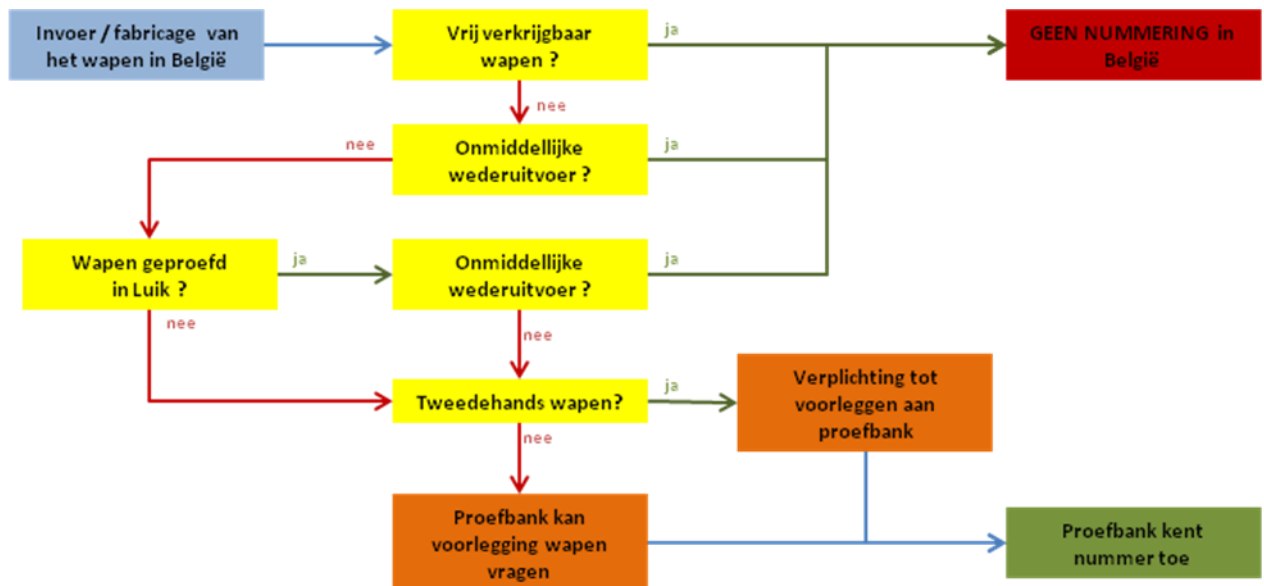 Invoer / fabricage van
het wapen in België
Vrij verkrijgbaar
wapen ?
ja
GEEN NUMMERING in
België
nee
nee
Onmiddellijke
wederuitvoer ?
ja
Wapen geproefd
in Luik ?
ja
Onmiddellijke
wederuitvoer ?
ja
nee
nee
Tweedehands wapen?
ja
Verplichting tot
voorleggen aan
proefbank
nee
Proefbank kan
voorlegging wapen
vragen
Proefbank kent
nummer toe